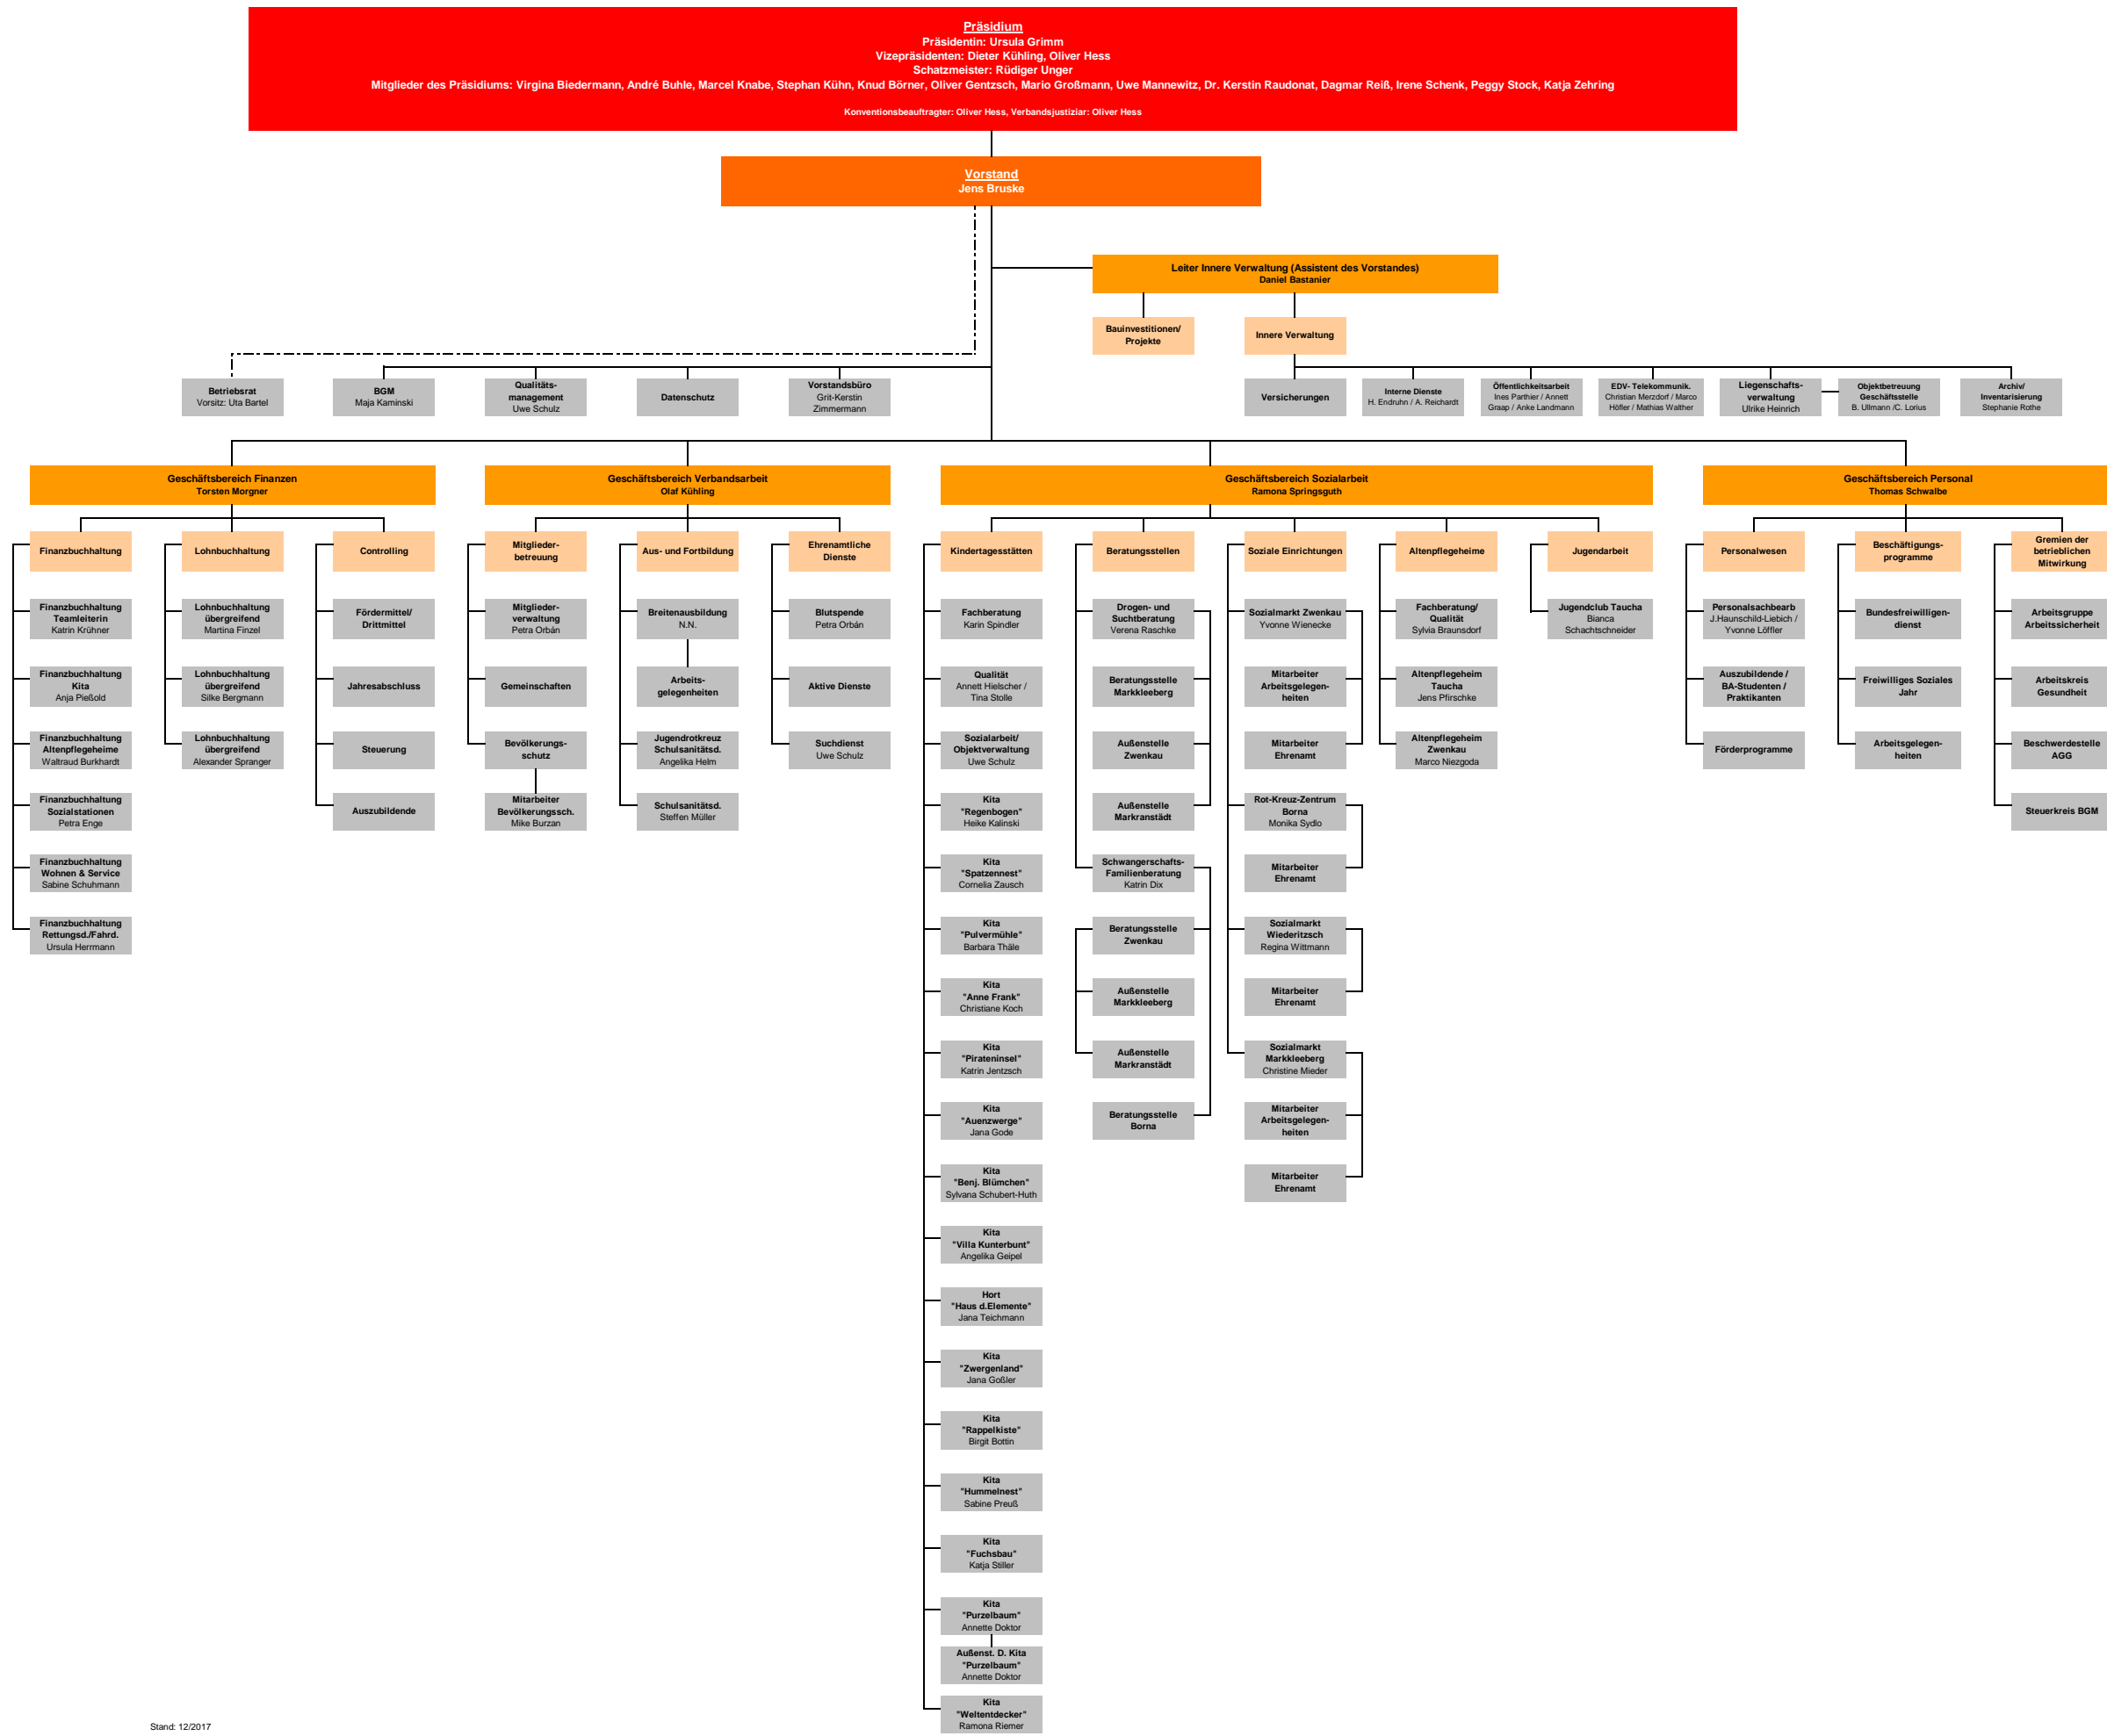 Präsidium
Präsidentin: Ursula Grimm
Vizepräsidenten: Dieter Kühling, Oliver Hess
Schatzmeister: Rüdiger Unger
Mitglieder des Präsidiums: Virgina Biedermann, André Buhle, Marcel Knabe, Stephan Kühn, Knud Börner, Oliver Gentzsch, Mario Großmann, Uwe Mannewitz, Dr. Kerstin Raudonat, Dagmar Reiß, Irene Schenk, Peggy Stock, Katja Zehring
Konventionsbeauftragter: Oliver Hess, Verbandsjustiziar: Oliver Hess
Vorstand
Jens Bruske
Leiter Innere Verwaltung (Assistent des Vorstandes)
Daniel Bastanier
Bauinvestitionen/
Projekte
Innere Verwaltung
Betriebsrat
Vorsitz: Uta Bartel
BGM
Maja Kaminski
Qualitäts-
management
Uwe Schulz
Datenschutz
Vorstandsbüro
Grit-Kerstin
Zimmermann
Versicherungen
Interne Dienste
H. Endruhn / A. Reichardt
Öffentlichkeitsarbeit
Ines Parthier / Annett
Graap / Anke Landmann
EDV- Telekommunik.
Christian Merzdorf / Marco
Höfler / Mathias Walther
Liegenschafts-
verwaltung
Ulrike Heinrich
Objektbetreuung
Geschäftsstelle
B. Ullmann /C. Lorius
Archiv/
Inventarisierung
Stephanie Rothe
Geschäftsbereich Finanzen
Torsten Morgner
Finanzbuchhaltung
Finanzbuchhaltung
Teamleiterin
Katrin Krühner
Finanzbuchhaltung
Kita
Anja Pießold
Finanzbuchhaltung
Altenpflegeheime
Waltraud Burkhardt
Finanzbuchhaltung
Sozialstationen
Petra Enge
Finanzbuchhaltung
Wohnen & Service
Sabine Schuhmann
Finanzbuchhaltung
Rettungsd./Fahrd.
Ursula Herrmann
Lohnbuchhaltung
Lohnbuchhaltung
übergreifend
Martina Finzel
Lohnbuchhaltung
übergreifend
Silke Bergmann
Lohnbuchhaltung
übergreifend
Alexander Spranger
Controlling
Fördermittel/
Drittmittel
Jahresabschluss
Steuerung
Auszubildende
Geschäftsbereich Verbandsarbeit
Olaf Kühling
Mitglieder-
betreuung
Mitglieder-
verwaltung
Petra Orbán
Gemeinschaften
Bevölkerungs-
schutz
Mitarbeiter
Bevölkerungssch.
Mike Burzan
Aus- und Fortbildung
Breitenausbildung
N.N.
Arbeits-
gelegenheiten
Jugendrotkreuz
Schulsanitätsd.
Angelika Helm
Schulsanitätsd.
Steffen Müller
Ehrenamtliche
Dienste
Blutspende
Petra Orbán
Aktive Dienste
Suchdienst
Uwe Schulz
Geschäftsbereich Sozialarbeit
Ramona Springsguth
Kindertagesstätten
Fachberatung
Karin Spindler
Qualität
Annett Hielscher /
Tina Stolle
Sozialarbeit/
Objektverwaltung
Uwe Schulz
Kita
"Regenbogen"
Heike Kalinski
Kita
"Spatzennest"
Cornelia Zausch
Kita
"Pulvermühle"
Barbara Thäle
Kita
"Anne Frank"
Christiane Koch
Kita
"Pirateninsel"
Katrin Jentzsch
Kita
"Auenzwerge"
Jana Gode
Kita
"Benj. Blümchen"
Sylvana Schubert-Huth
Kita
"Villa Kunterbunt"
Angelika Geipel
Hort
"Haus d.Elemente"
Jana Teichmann
Kita
"Zwergenland"
Jana Goßler
Kita
"Rappelkiste"
Birgit Bottin
Kita
"Hummelnest"
Sabine Preuß
Kita
"Fuchsbau"
Katja Stiller
Kita
"Purzelbaum"
Annette Doktor
Außenst. D. Kita
"Purzelbaum"
Annette Doktor
Kita
"Weltentdecker"
Ramona Riemer
Beratungsstellen
Drogen- und
Suchtberatung
Verena Raschke
Beratungsstelle
Markkleeberg
Außenstelle
Zwenkau
Außenstelle
Markranstädt
Schwangerschafts-
Familienberatung
Katrin Dix
Beratungsstelle
Zwenkau
Außenstelle
Markkleeberg
Außenstelle
Markranstädt
Beratungsstelle
Borna
Soziale Einrichtungen
Sozialmarkt Zwenkau
Yvonne Wienecke
Mitarbeiter
Arbeitsgelegen-
heiten
Mitarbeiter
Ehrenamt
Rot-Kreuz-Zentrum
Borna
Monika Sydlo
Mitarbeiter
Ehrenamt
Sozialmarkt
Wiederitzsch
Regina Wittmann
Mitarbeiter
Ehrenamt
Sozialmarkt
Markkleeberg
Christine Mieder
Mitarbeiter
Arbeitsgelegen-
heiten
Mitarbeiter
Ehrenamt
Altenpflegeheime
Fachberatung/
Qualität
Sylvia Braunsdorf
Altenpflegeheim
Taucha
Jens Pfirschke
Altenpflegeheim
Zwenkau
Marco Niezgoda
Jugendarbeit
Jugendclub Taucha
Bianca
Schachtschneider
Geschäftsbereich Personal
Thomas Schwalbe
Personalwesen
Personalsachbearb
J.Haunschild-Liebich /
Yvonne Löffler
Auszubildende /
BA-Studenten /
Praktikanten
Förderprogramme
Beschäftigungs-
programme
Bundesfreiwilligen-
dienst
Freiwilliges Soziales
Jahr
Arbeitsgelegen-
heiten
Gremien der
betrieblichen
Mitwirkung
Arbeitsgruppe
Arbeitssicherheit
Arbeitskreis
Gesundheit
Beschwerdestelle
AGG
Steuerkreis BGM
Stand: 12/2017